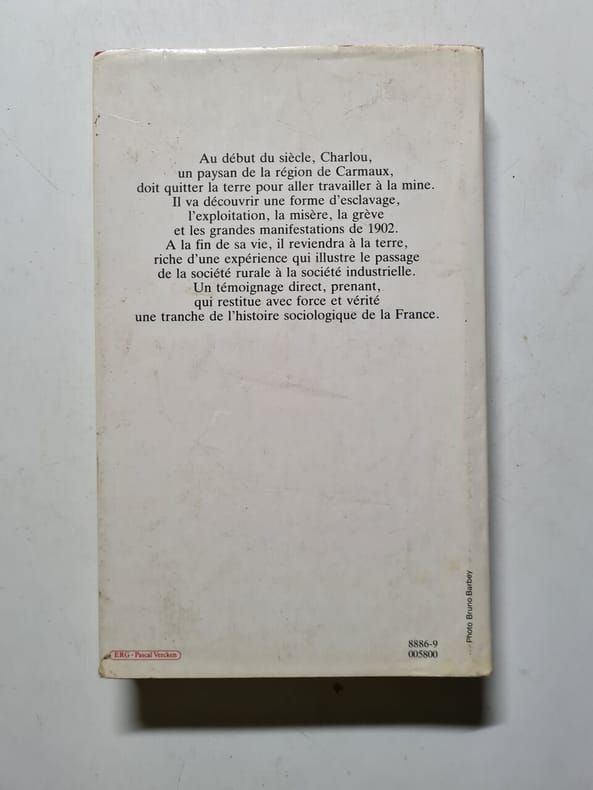 Au début du siècle, Charlou,
un paysan de la région de Carmaux,
doit quitter la terre pour aller travailler à la mine.
Il va découvrir une forme d'esclavage,
l'exploitation, la misère, la grève
et les grandes manifestations de 1902.
A la fin de sa vie, il reviendra à la terre,
riche d'une expérience qui illustre le passage
de la société rurale à la société industrielle.
Un témoignage direct, prenant,
qui restitue avec force et vérité
une tranche de l'histoire sociologique de la France.
Photo Bruno Barbey
8886-9
005800
ERG - Pascal Vercken